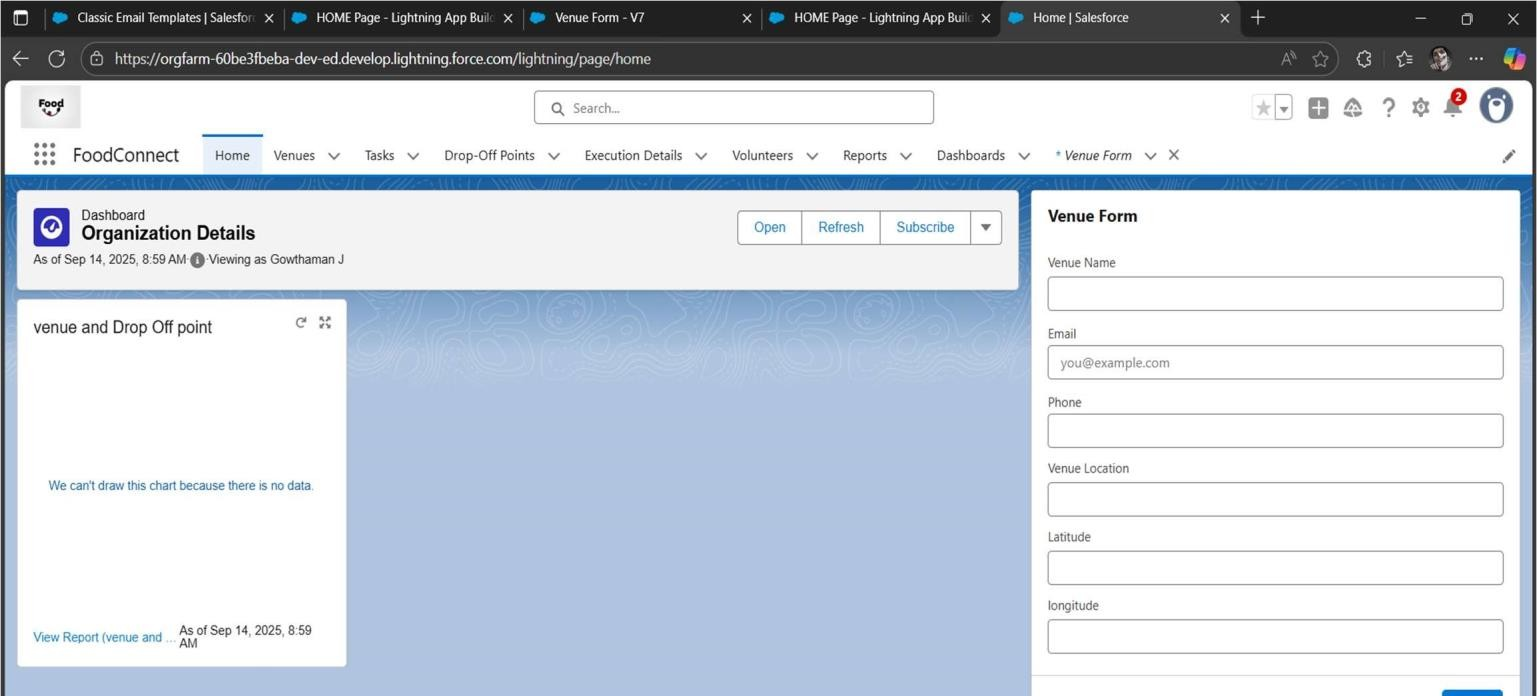 Classic Email Templates | Salesforc
HOME Page - Lightning App Build
Venue Form - V7
HOME Page - Lightning App Build
Home | Salesforce
https://orgfarm-60be3fbeba-dev-ed.develop.lightning.force.com/lightning/page/home
Food
Search...
2
FoodConnect
Home
Venues
Tasks
Drop-Off Points
Execution Details
Volunteers
Reports
Dashboards
* Venue Form
Dashboard
Organization Details
As of Sep 14, 2025, 8:59 AM·Viewing as Gowthaman J
Open
Refresh
Subscribe
venue and Drop Off point
We can't draw this chart because there is no data.
View Report (venue and ...
As of Sep 14, 2025, 8:59
AM
Venue Form
Venue Name
Email
you@example.com
Phone
Venue Location
Latitude
longitude